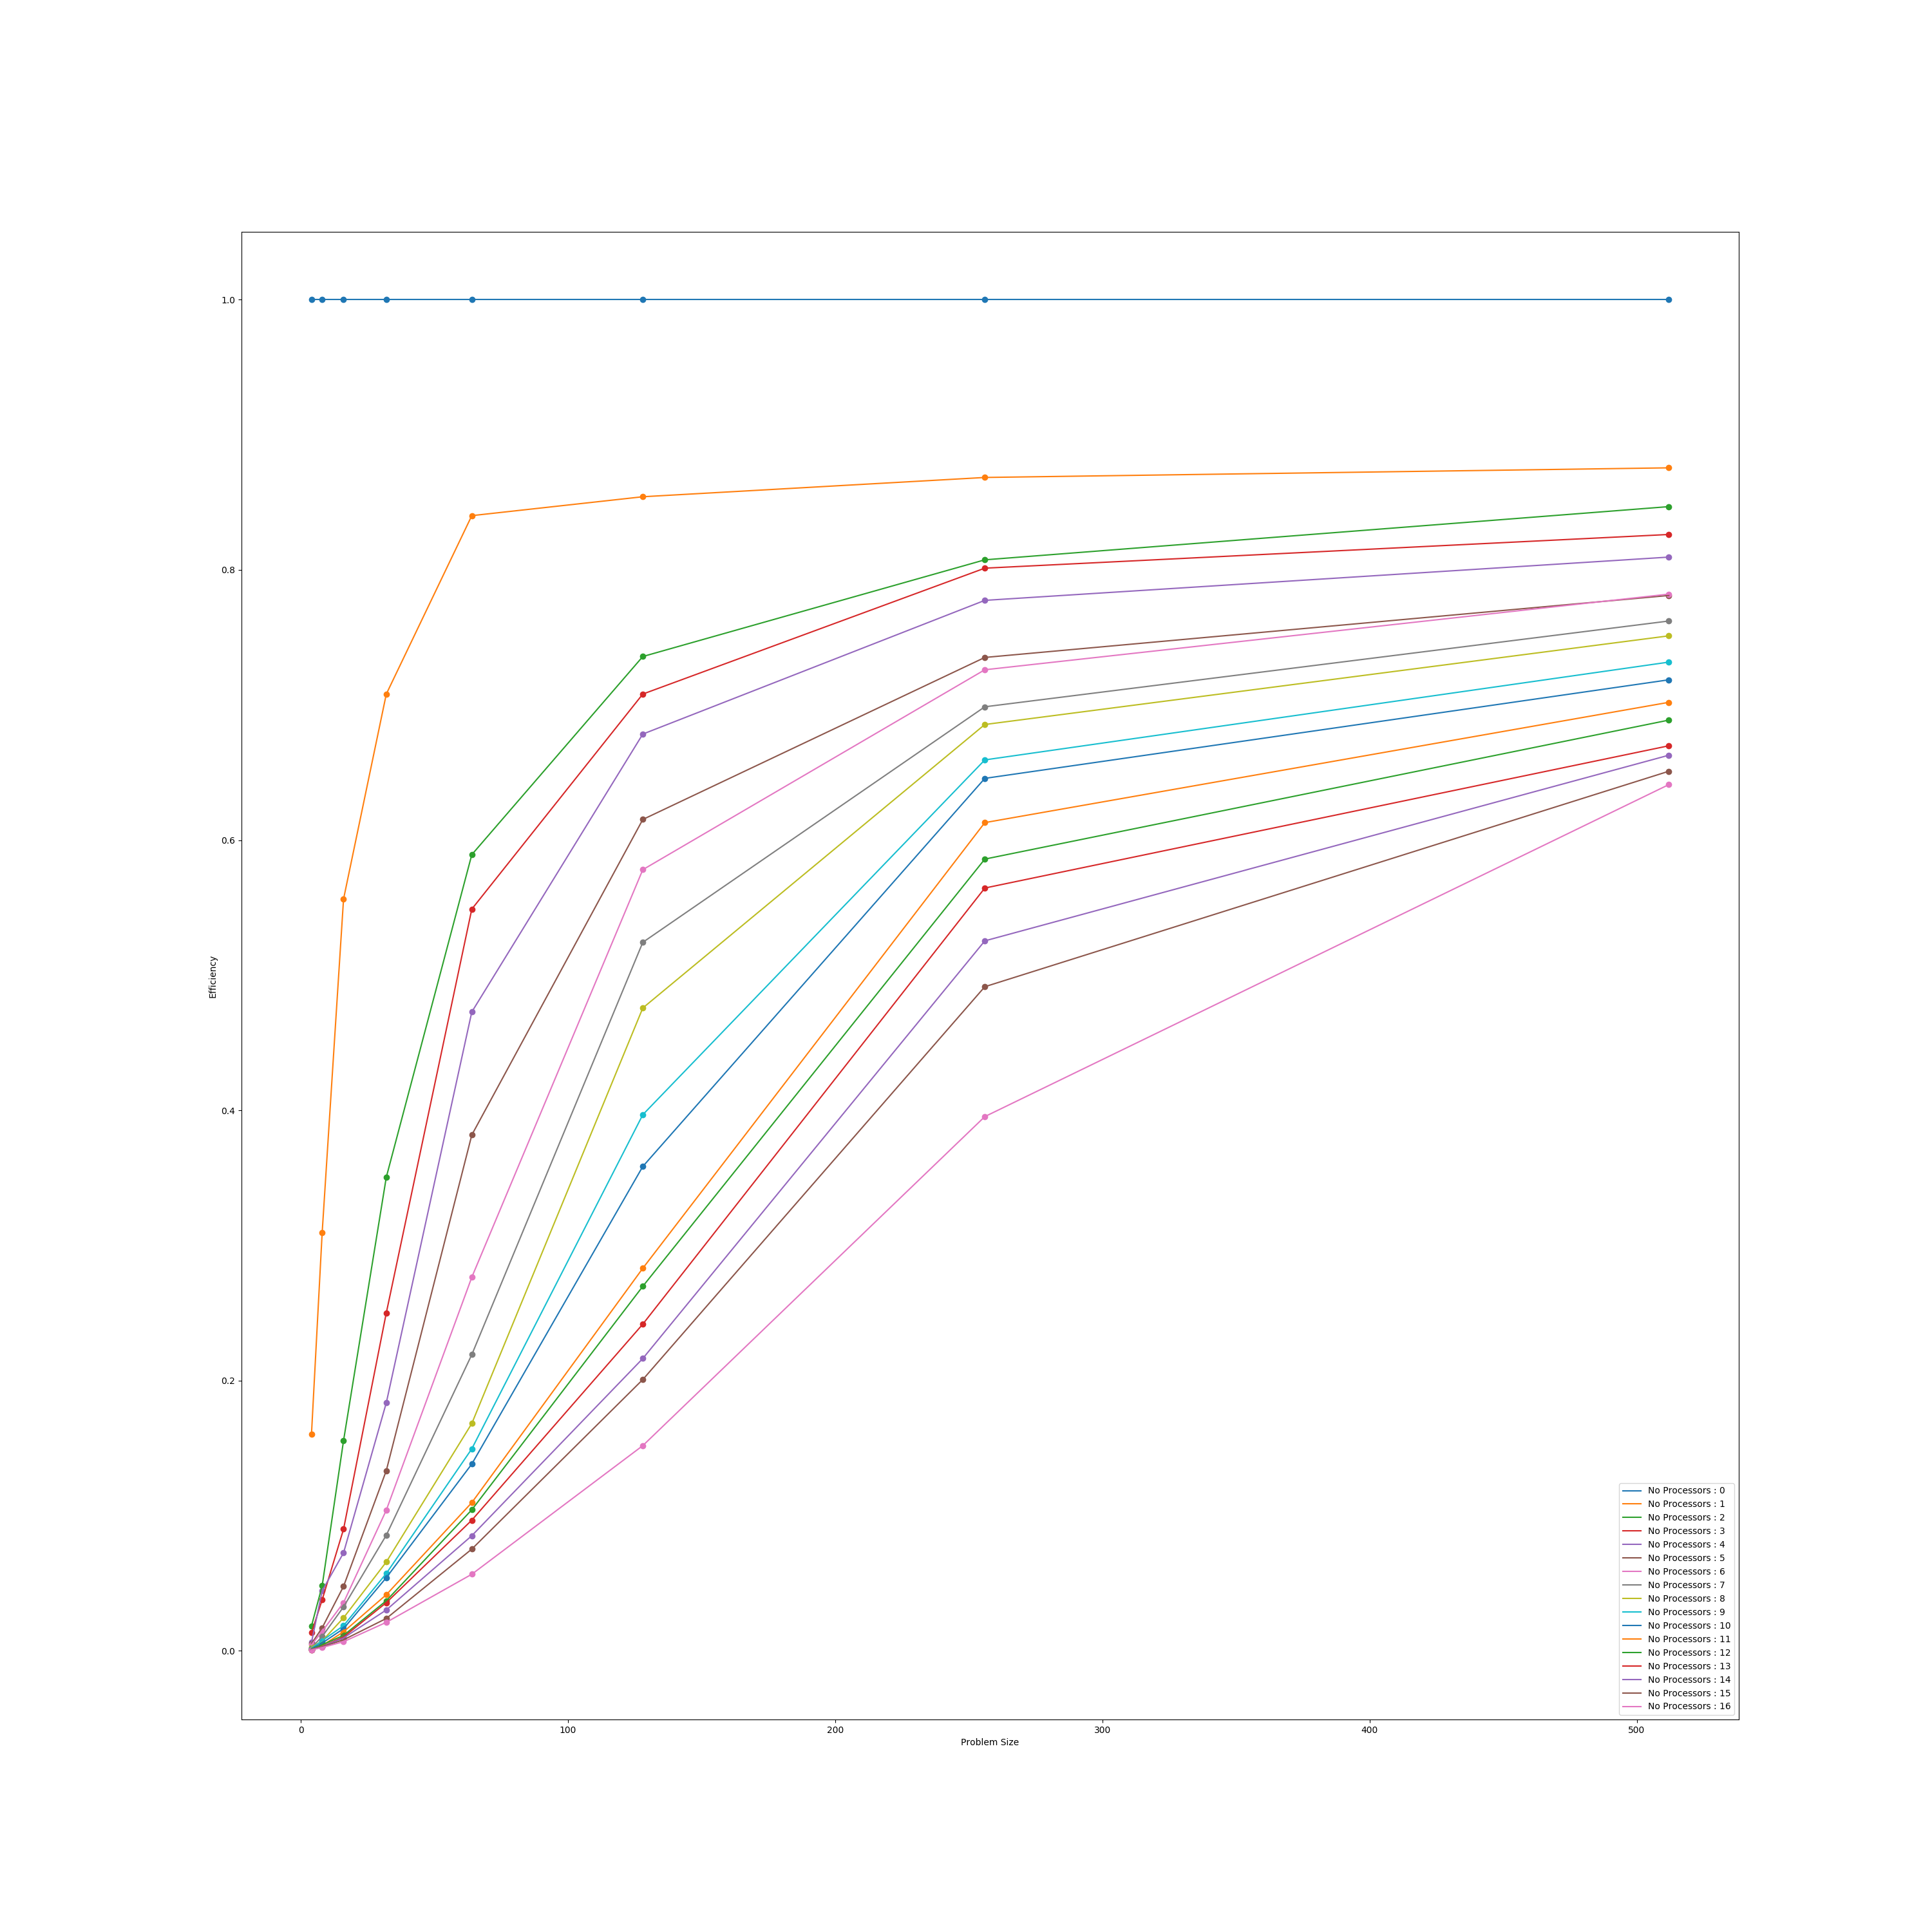 1.0
0.8
0.6
0.4
0.2
0.0
Efficiency
0 100 200 300 400 500
Problem Size
No Processors : 0
No Processors : 1
No Processors : 2
No Processors : 3
No Processors : 4
No Processors : 5
No Processors : 6
No Processors : 7
No Processors : 8
No Processors : 9
No Processors : 10
No Processors : 11
No Processors : 12
No Processors : 13
No Processors : 14
No Processors : 15
No Processors : 16